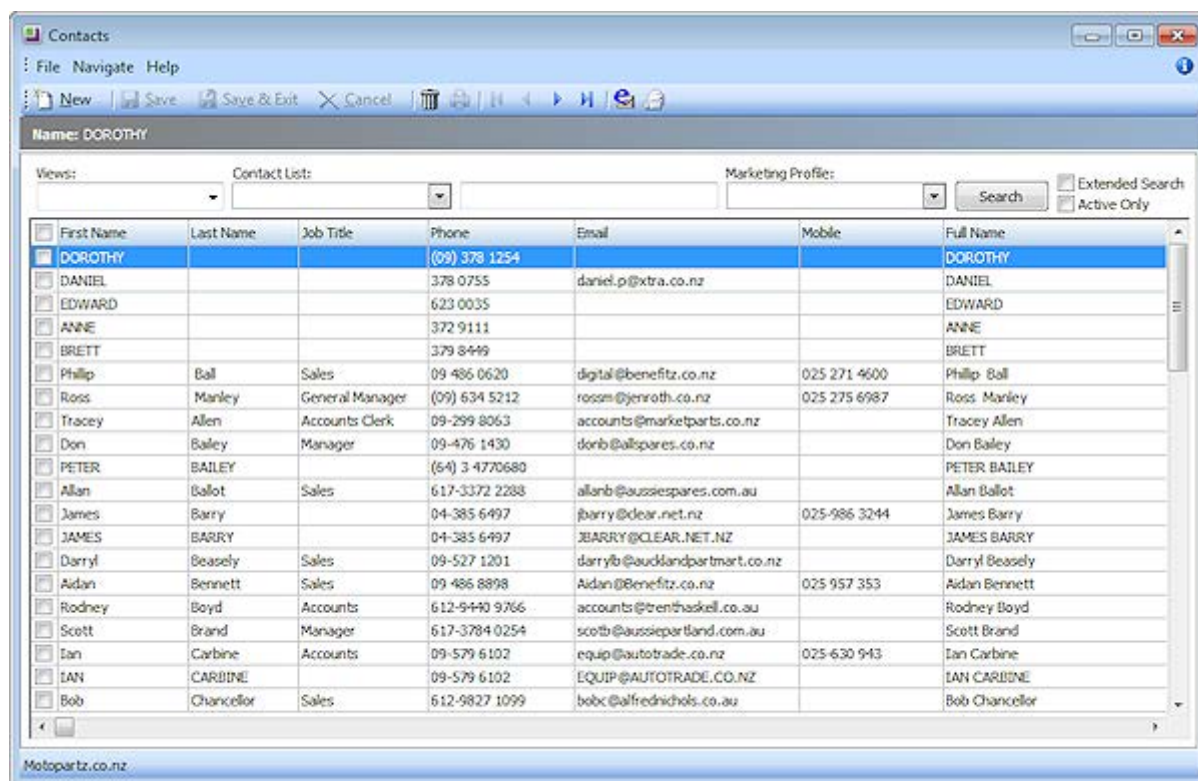 Contacts
File Navigate Help
New Save Save & Exit Cancel
Name: DOROTHY
Views: Contact List: Marketing Profile:
Search Extended Search
Active Only
First Name Last Name Job Title Phone Email Mobile Full Name
DOROTHY (09) 378 1254 DOROTHY
DANIEL 378 0755 daniel.p@xtra.co.nz DANIEL
EDWARD 623 0035 EDWARD
ANNE 372 9111 ANNE
BRETT 379 8449 BRETT
Phillip Ball Sales 09 486 0620 digital@benefitz.co.nz 025 271 4600 Phillip Ball
Ross Manley General Manager (09) 634 5212 rossm@jenroth.co.nz 025 275 6987 Ross Manley
Tracey Allen Accounts Clerk 09-299 8063 accounts@marketparts.co.nz Tracey Allen
Don Bailey Manager 09-476 1430 donb@allspares.co.nz Don Bailey
PETER BAILEY (64) 3 4770680 PETER BAILEY
Allan Ballot Sales 617-3372 2288 allanb@aussiespares.com.au Allan Ballot
James Barry 04-385 6497 jbarry@clear.net.nz 025-986 3244 James Barry
JAMES BARRY 04-385 6497 JBARRY@CLEAR.NET.NZ JAMES BARRY
Darryl Beasely Sales 09-527 1201 darrylb@aucklandpartmart.co.nz Darryl Beasely
Aidan Bennett Sales 09 486 8898 Aidan@Benefitz.co.nz 025 957 353 Aidan Bennett
Rodney Boyd Accounts 612-9440 9766 accounts@trenthaskell.co.au Rodney Boyd
Scott Brand Manager 617-3784 0254 scotb@aussiepartland.com.au Scott Brand
Ian Carbine Accounts 09-579 6102 equip@autotrade.co.nz 025-630 943 Ian Carbine
IAN CARBINE 09-579 6102 EQUIP@AUTOTRADE.CO.NZ IAN CARBINE
Bob Chancellor Sales 612-9827 1099 bobc@alfrednichols.co.au Bob Chancellor
Motopartz.co.nz